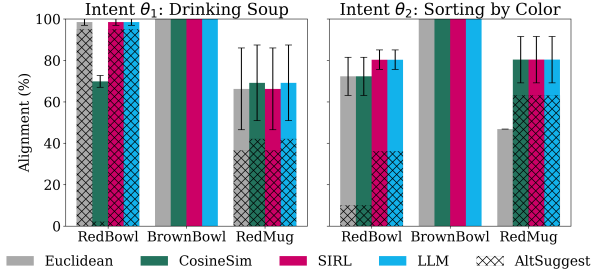 Intent θ₁: Drinking Soup
Intent θ₂: Sorting by Color
Alignment (%)
100
80
60
40
20
0
RedBowl BrownBowl RedMug
RedBowl BrownBowl RedMug
Euclidean CosineSim SIRL LLM AltSuggest